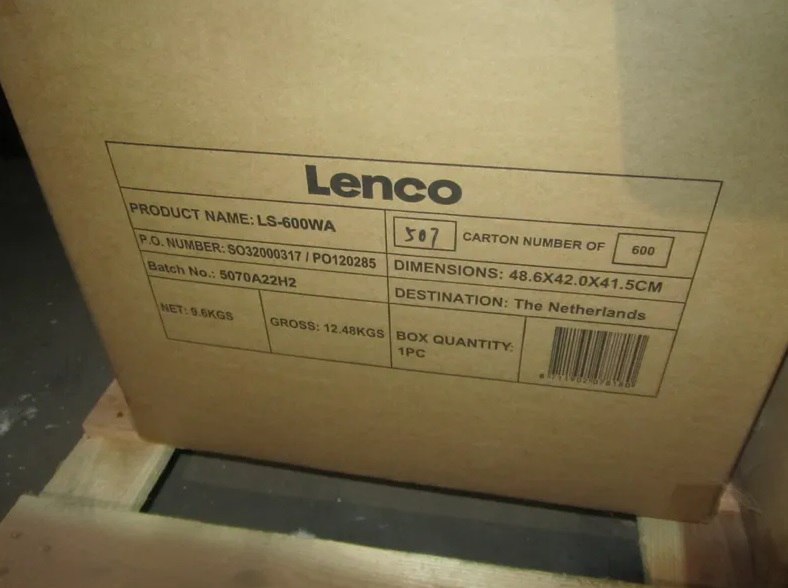 Lenco
PRODUCT NAME: LS-600WA
507 CARTON NUMBER OF 600
P.O. NUMBER: SO32000317 / PO120285
DIMENSIONS: 48.6X42.0X41.5CM
Batch No.: 5070A22H2
DESTINATION: The Netherlands
NET: 9.6KGS
GROSS: 12.48KGS
BOX QUANTITY:
1PC